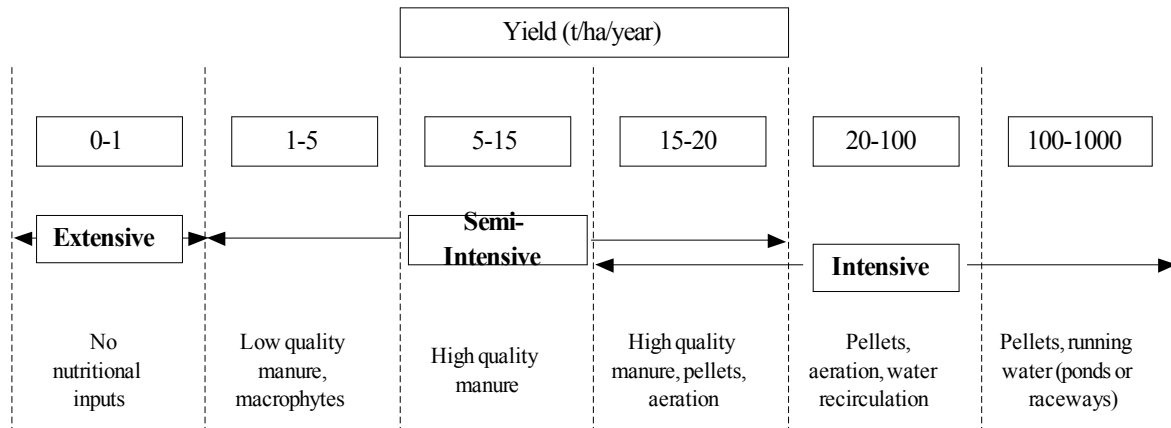 Yield (t/ha/year)
0-1
1-5
5-15
15-20
20-100
100-1000
Extensive
Semi-
Intensive
Intensive
No
nutritional
inputs
Low quality
manure,
macrophytes
High quality
manure
High quality
manure, pellets,
aeration
Pellets,
aeration, water
recirculation
Pellets, running
water (ponds or
raceways)